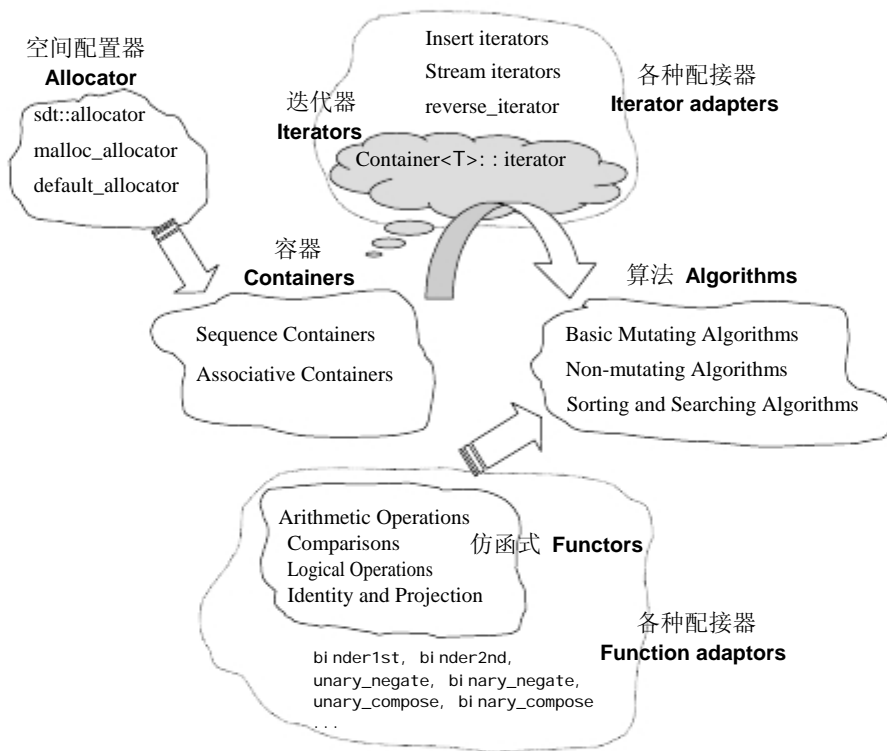 空间配置器
Allocator
sdt::allocator
malloc_allocator
default_allocator
Insert iterators
Stream iterators
reverse_iterator
迭代器
Iterators
各种配接器
Iterator adapters
Container<T>::iterator
容器
Containers
Sequence Containers
Associative Containers
算法 Algorithms
Basic Mutating Algorithms
Non-mutating Algorithms
Sorting and Searching Algorithms
Arithmetic Operations
Comparisons
Logical Operations
Identity and Projection
仿函式 Functors
各种配接器
Function adaptors
binder1st, binder2nd,
unary_negate, binary_negate,
unary_compose, binary_compose
...